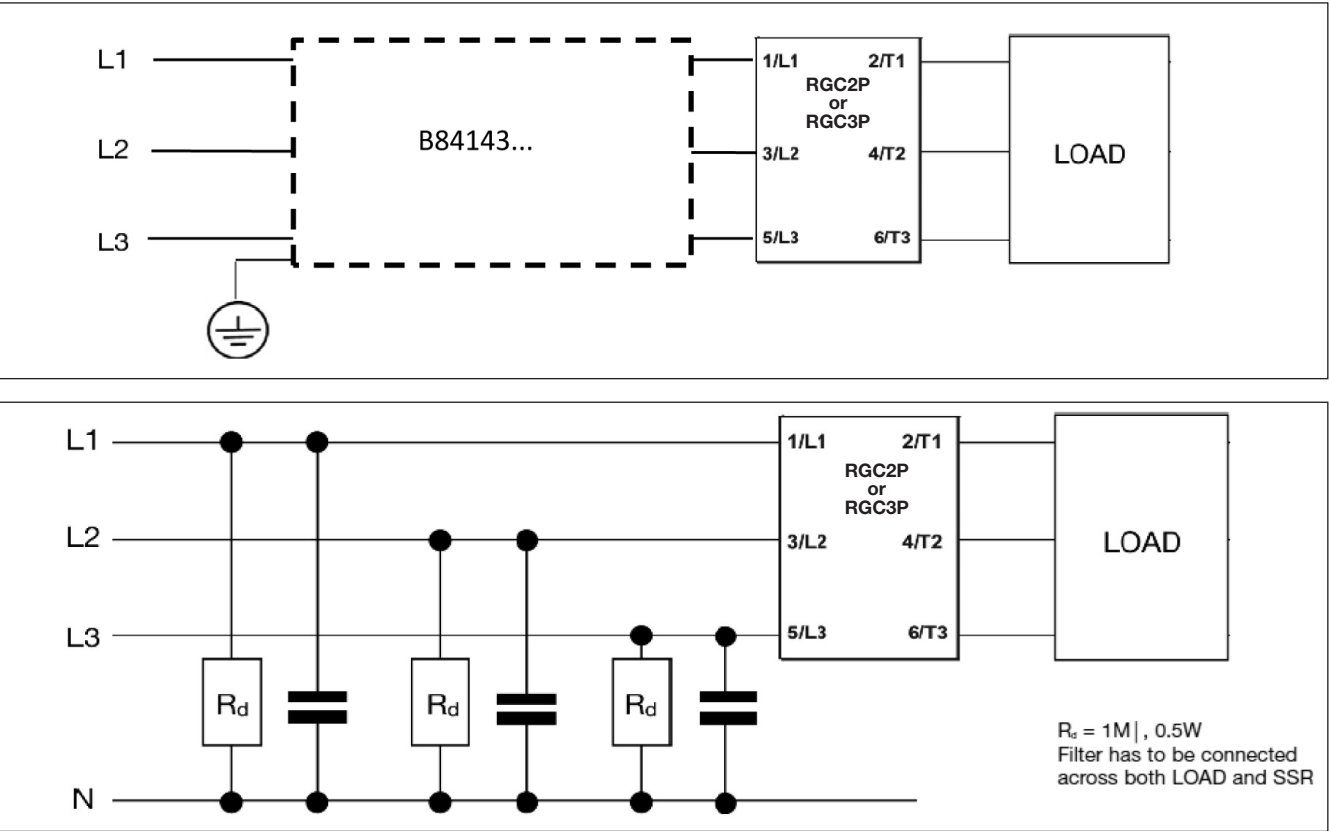 L1
1/L1 2/T1
RGC2P
or
RGC3P
L2
B84143...
3/L2 4/T2
LOAD
L3
5/L3 6/T3
L1
1/L1 2/T1
RGC2P
or
RGC3P
L2
3/L2 4/T2
LOAD
L3
5/L3 6/T3
Rd Rd Rd
Rd = 1M|, 0.5W
Filter has to be connected
across both LOAD and SSR
N